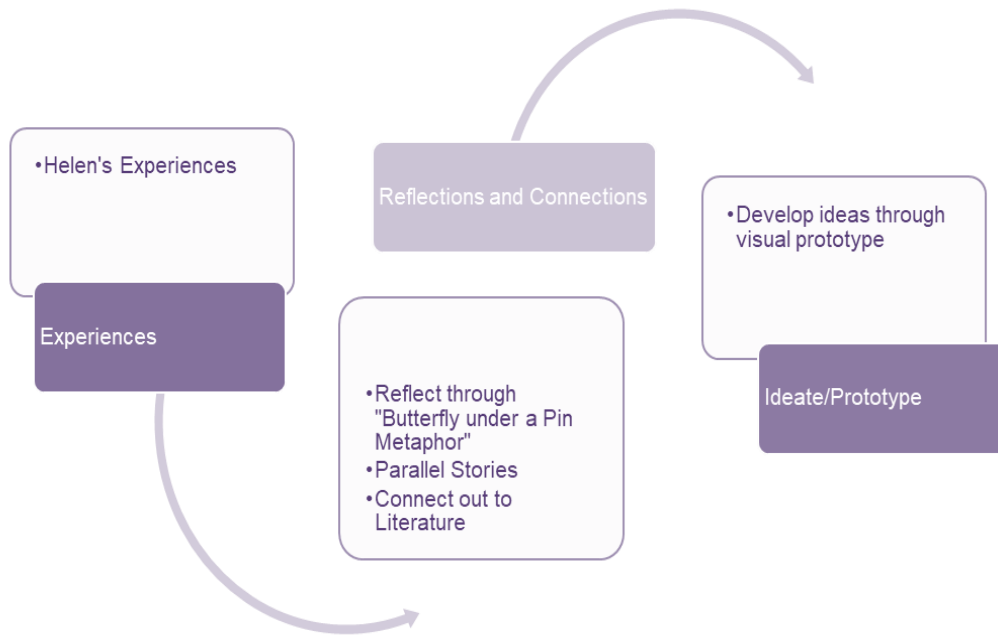 •Helen's Experiences
Experiences
Reflections and Connections
•Reflect through
"Butterfly under a Pin
Metaphor"
•Parallel Stories
•Connect out to
Literature
•Develop ideas through
visual prototype
Ideate/Prototype